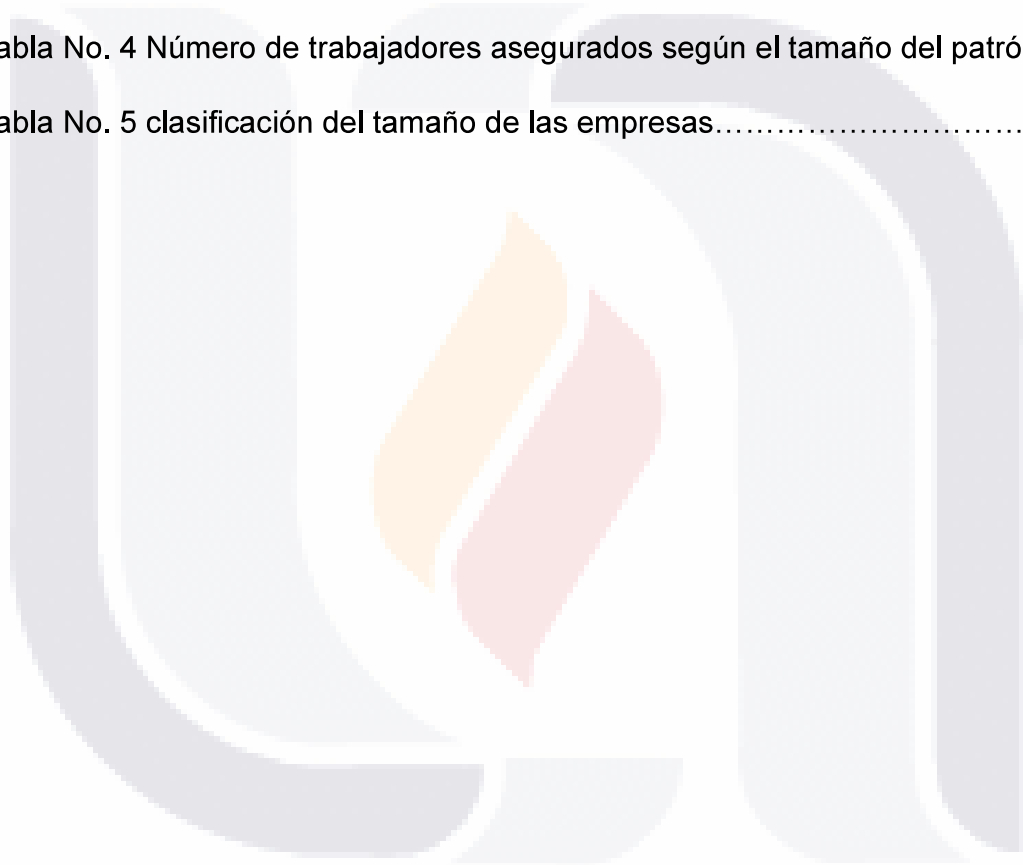 abla No. 4 Número de trabajadores asegurados según el tamaño del patró
abla No. 5 clasificación del tamaño de las empresas……………………………